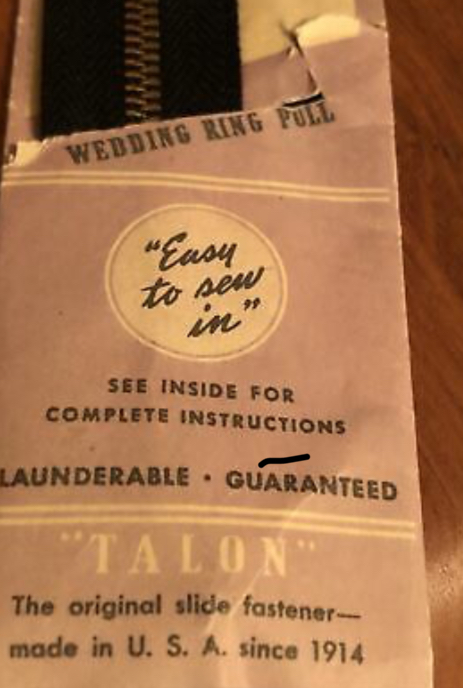 WEDDING RING PULL
"Easy
to sew
in"
SEE INSIDE FOR
COMPLETE INSTRUCTIONS
LAUNDERABLE · GUARANTEED
"TALON"
The original slide fastener—
made in U. S. A. since 1914